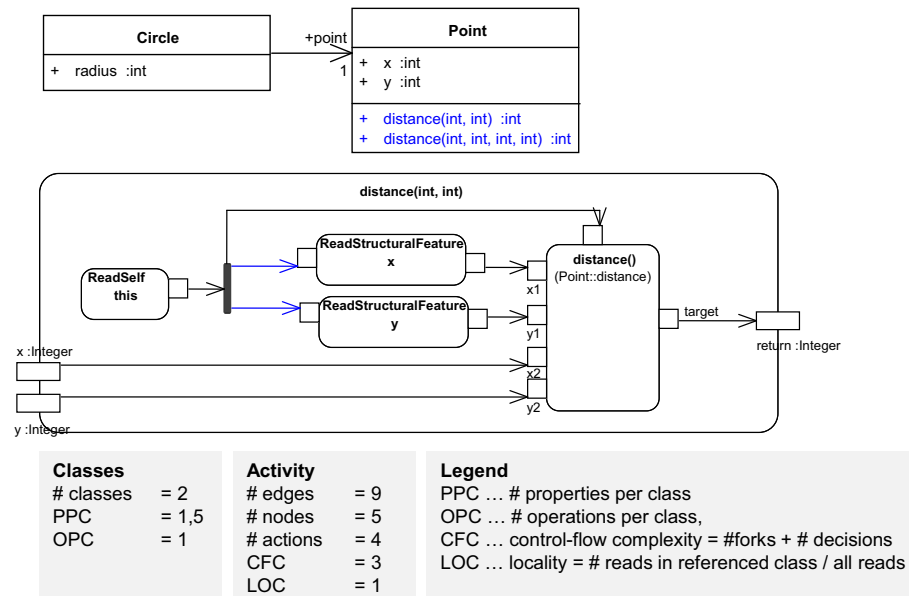 Circle
+ radius :int
+point
1
Point
+ x :int
+ y :int
+ distance(int, int) :int
+ distance(int, int, int, int) :int
distance(int, int)
ReadSelf
this
ReadStructuralFeature
x
ReadStructuralFeature
y
distance()
(Point::distance)
x1
y1
x2
y2
target
return :Integer
x :Integer
y :Integer
Classes
# classes = 2
PPC = 1,5
OPC = 1
Activity
# edges = 9
# nodes = 5
# actions = 4
CFC = 3
LOC = 1
Legend
PPC … # properties per class
OPC … # operations per class,
CFC … control-flow complexity = #forks + # decisions
LOC … locality = # reads in referenced class / all reads